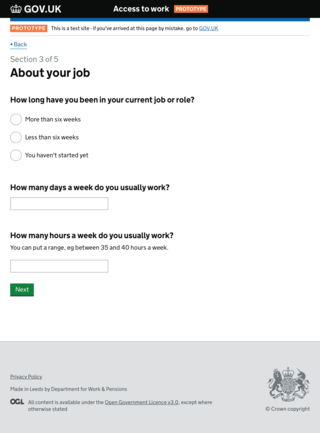 GOV.UK Access to work PROTOTYPE
PROTOTYPE This is a test site - if you've arrived at this page by mistake, go to GOV.UK
Back
Section 3 of 5
About your job
How long have you been in your current job or role?
More than six weeks
Less than six weeks
You haven't started yet
How many days a week do you usually work?
How many hours a week do you usually work?
You can put a range, eg between 35 and 40 hours a week.
Next
Privacy Policy
Made in Leeds by Department for Work & Pensions
OGL All content is available under the Open Government Licence v3.0, except where
otherwise stated
© Crown copyright